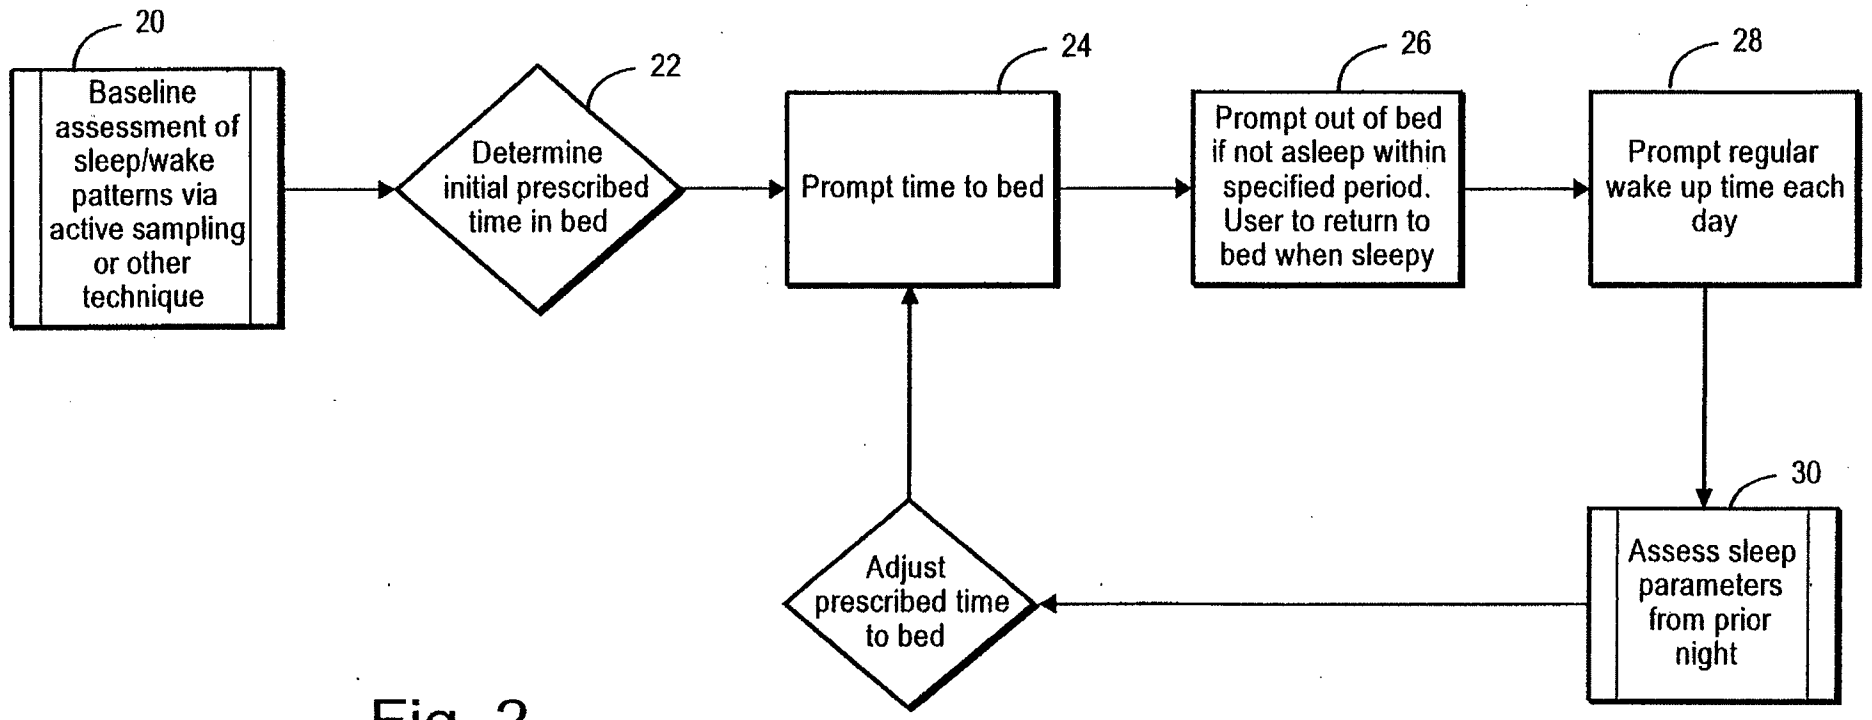 20
Baseline
assessment of
sleep/wake
patterns via
active sampling
or other
technique
22
Determine
initial prescribed
time in bed
24
Prompt time to bed
26
Prompt out of bed
if not asleep within
specified period.
User to return to
bed when sleepy
28
Prompt regular
wake up time each
day
30
Assess sleep
parameters
from prior
night
Adjust
prescribed time
to bed
Fig. 2